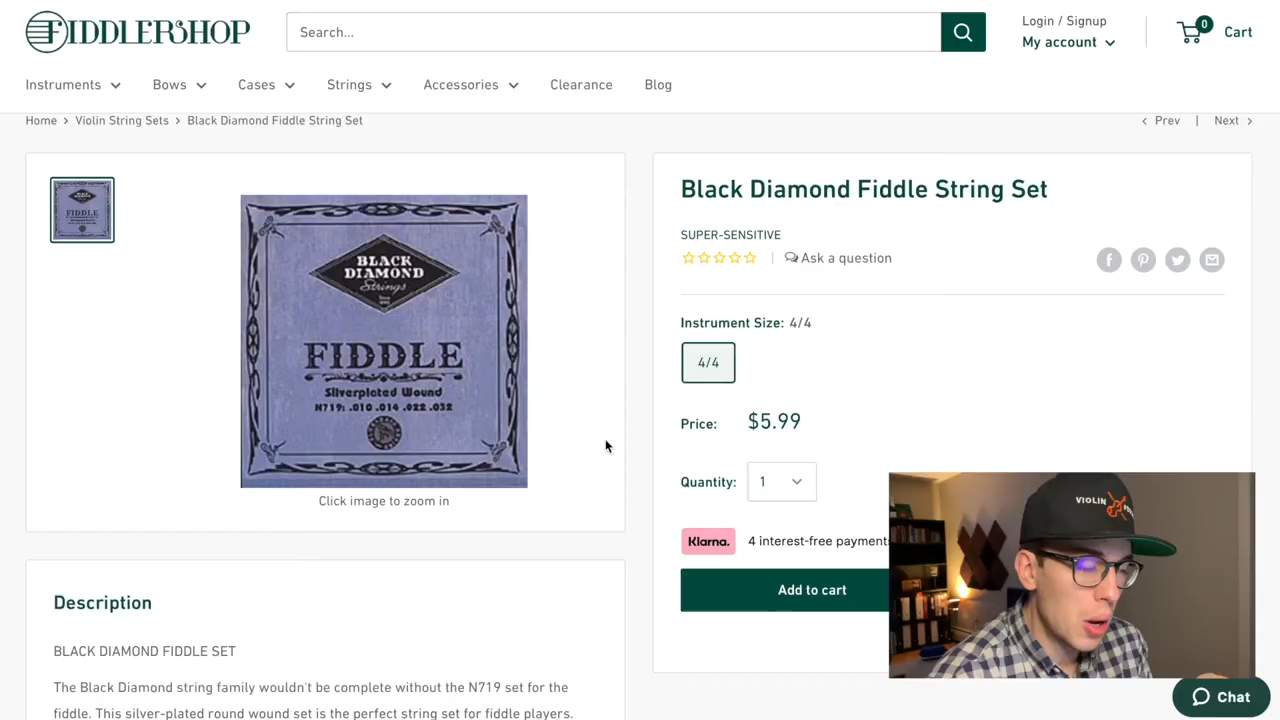 FIDDLERSHOP
Search...
Login / Signup
My account
0
Cart
Instruments
Bows
Cases
Strings
Accessories
Clearance
Blog
Home > Violin String Sets > Black Diamond Fiddle String Set
< Prev | Next >
BLACK
DIAMOND
Strings
FIDDLE
Silverplated Wound
N719: .010 .014 .022 .032
Click image to zoom in
Black Diamond Fiddle String Set
SUPER-SENSITIVE
Ask a question
Instrument Size: 4/4
4/4
Price: $5.99
Quantity: 1
Klarna. 4 interest-free payments
Add to cart
VIOLIN
Description
BLACK DIAMOND FIDDLE SET
The Black Diamond string family wouldn't be complete without the N719 set for the
fiddle. This silver-plated round wound set is the perfect string set for fiddle players.
Chat